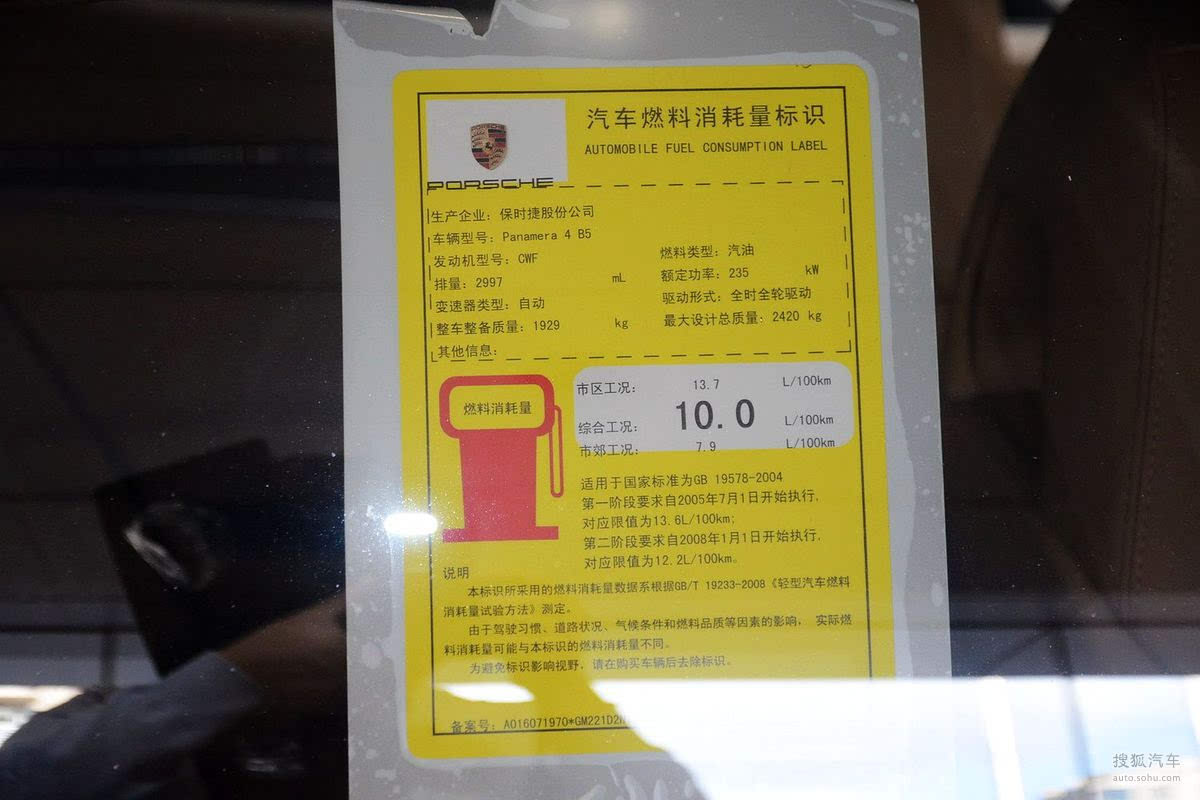 汽车燃料消耗量标识
AUTOMOBILE FUEL CONSUMPTION LABEL
PORSCHE
生产企业：保时捷股份公司
车辆型号：Panamera 4 B5
发动机型号：CWF
燃料类型：汽油
排量：2997 mL
额定功率：235 kW
变速器类型：自动
驱动形式：全时全轮驱动
整车整备质量：1929 kg
最大设计总质量：2420 kg
其他信息：
燃料消耗量
市区工况： 13.7 L/100km
综合工况： 10.0 L/100km
市郊工况： 7.9 L/100km
适用于国家标准为GB 19578-2004
第一阶段要求自2005年7月1日开始执行，
对应限值为13.6L/100km；
第二阶段要求自2008年1月1日开始执行，
对应限值为12.2L/100km。
说明
本标识所采用的燃料消耗量数据系根据GB/T 19233-2008《轻型汽车燃料
消耗量试验方法》测定。
由于驾驶习惯、道路状况、气候条件和燃料品质等因素的影响， 实际燃
料消耗量可能与本标识的燃料消耗量不同。
为避免标识影响视野，请在购买车辆后去除标识。
备案号：A016071970*GM221D2
搜狐汽车
auto.sohu.com